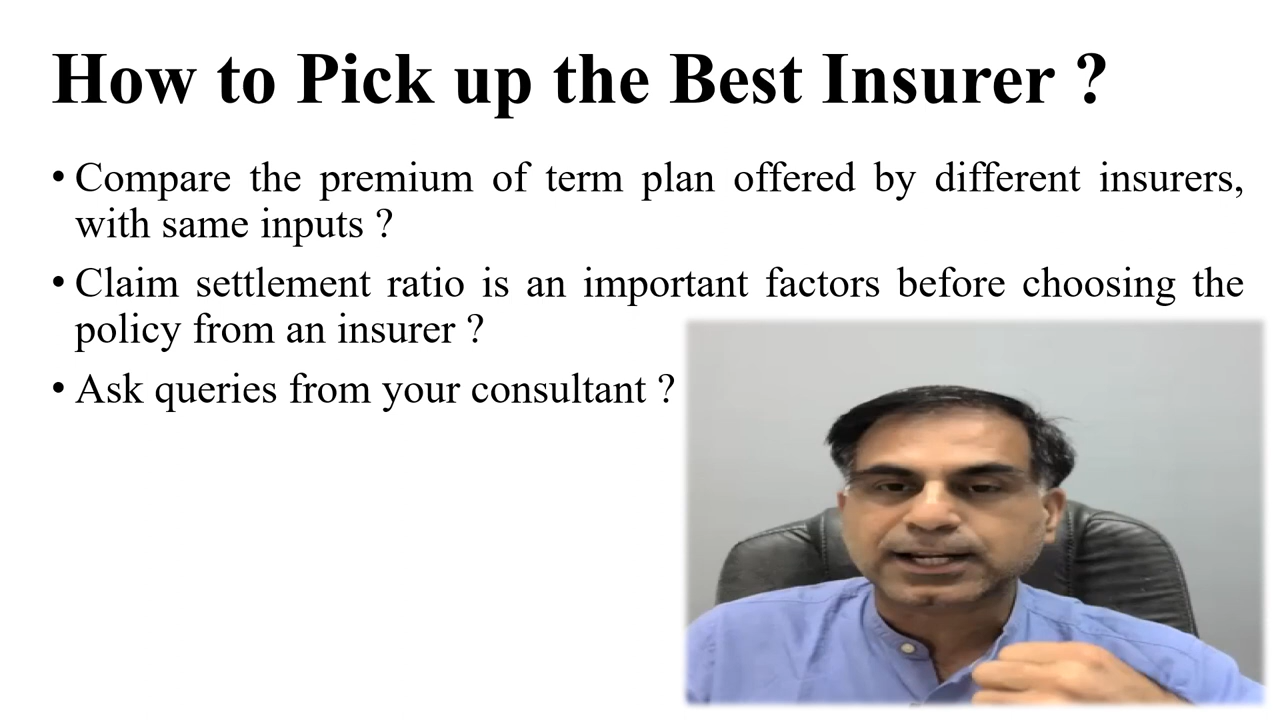 How to Pick up the Best Insurer ?
• Compare the premium of term plan offered by different insurers,
with same inputs ?
• Claim settlement ratio is an important factors before choosing the
policy from an insurer ?
• Ask queries from your consultant ?